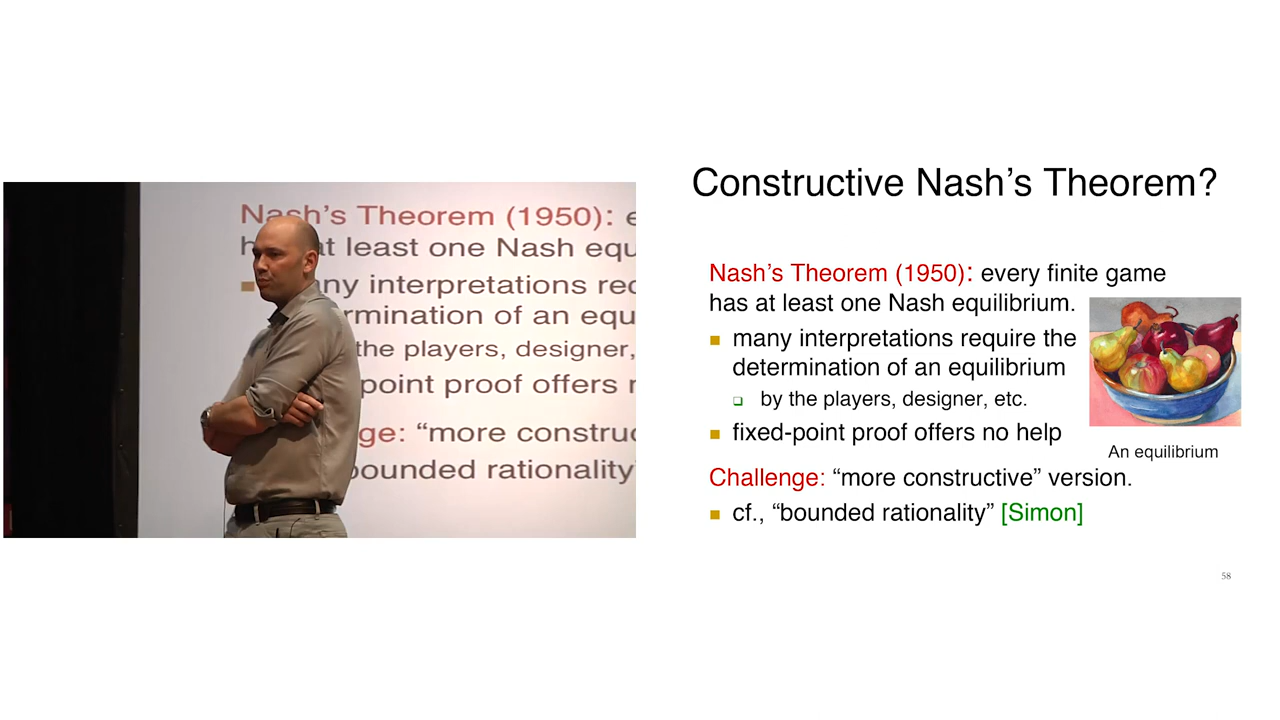 Nash's Theorem (1950): e
at least one Nash equ
ny interpretations rec
rmination of an equ
the players, designer,
point proof offers r
ge: “more construc
bounded rationality”
Constructive Nash’s Theorem?
Nash’s Theorem (1950): every finite game
has at least one Nash equilibrium.
many interpretations require the
determination of an equilibrium
by the players, designer, etc.
fixed-point proof offers no help
An equilibrium
Challenge: “more constructive” version.
cf., “bounded rationality” [Simon]
58